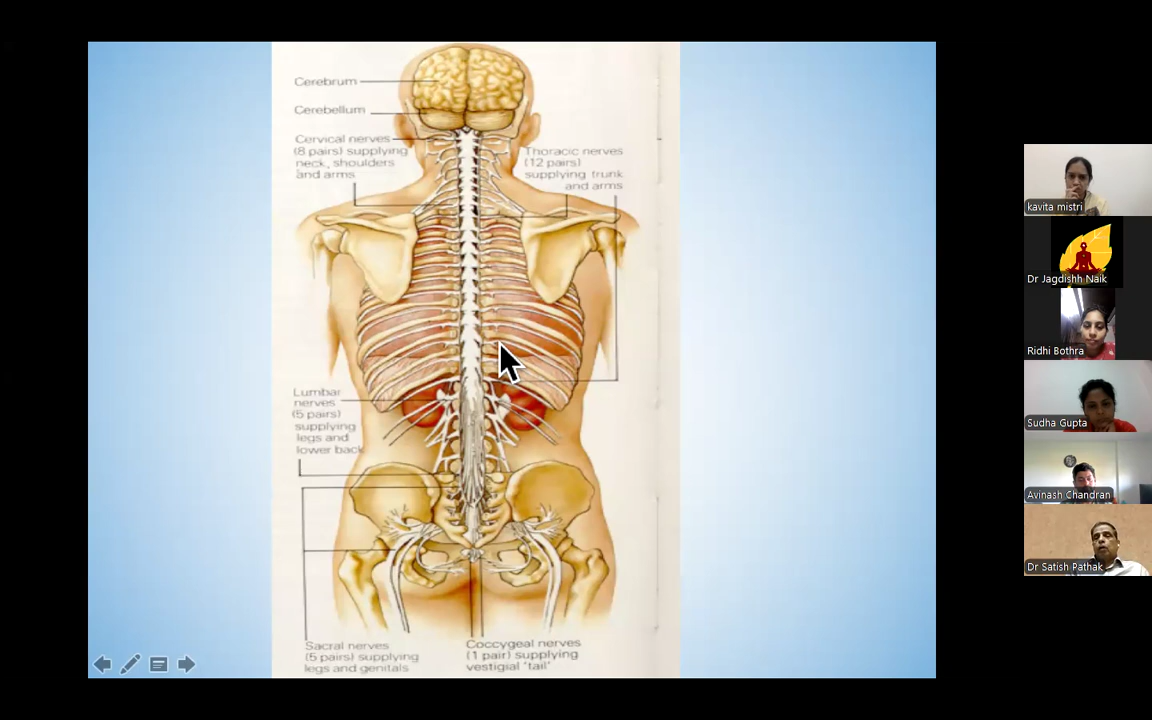 Cerebrum
Cerebellum
Cervical nerves
(8 pairs) supplying
neck, shoulders
and arms
Thoracic nerves
(12 pairs)
supplying trunk
and arms
Lumbar
nerves
(5 pairs)
supplying
legs and
lower back
Sacral nerves
(5 pairs) supplying
legs and genitals
Coccygeal nerves
(1 pair) supplying
vestigial 'tail'
kavita mistri
Dr Jagdishh Naik
Ridhi Bothra
Sudha Gupta
Avinash Chandran
Dr Satish Pathak